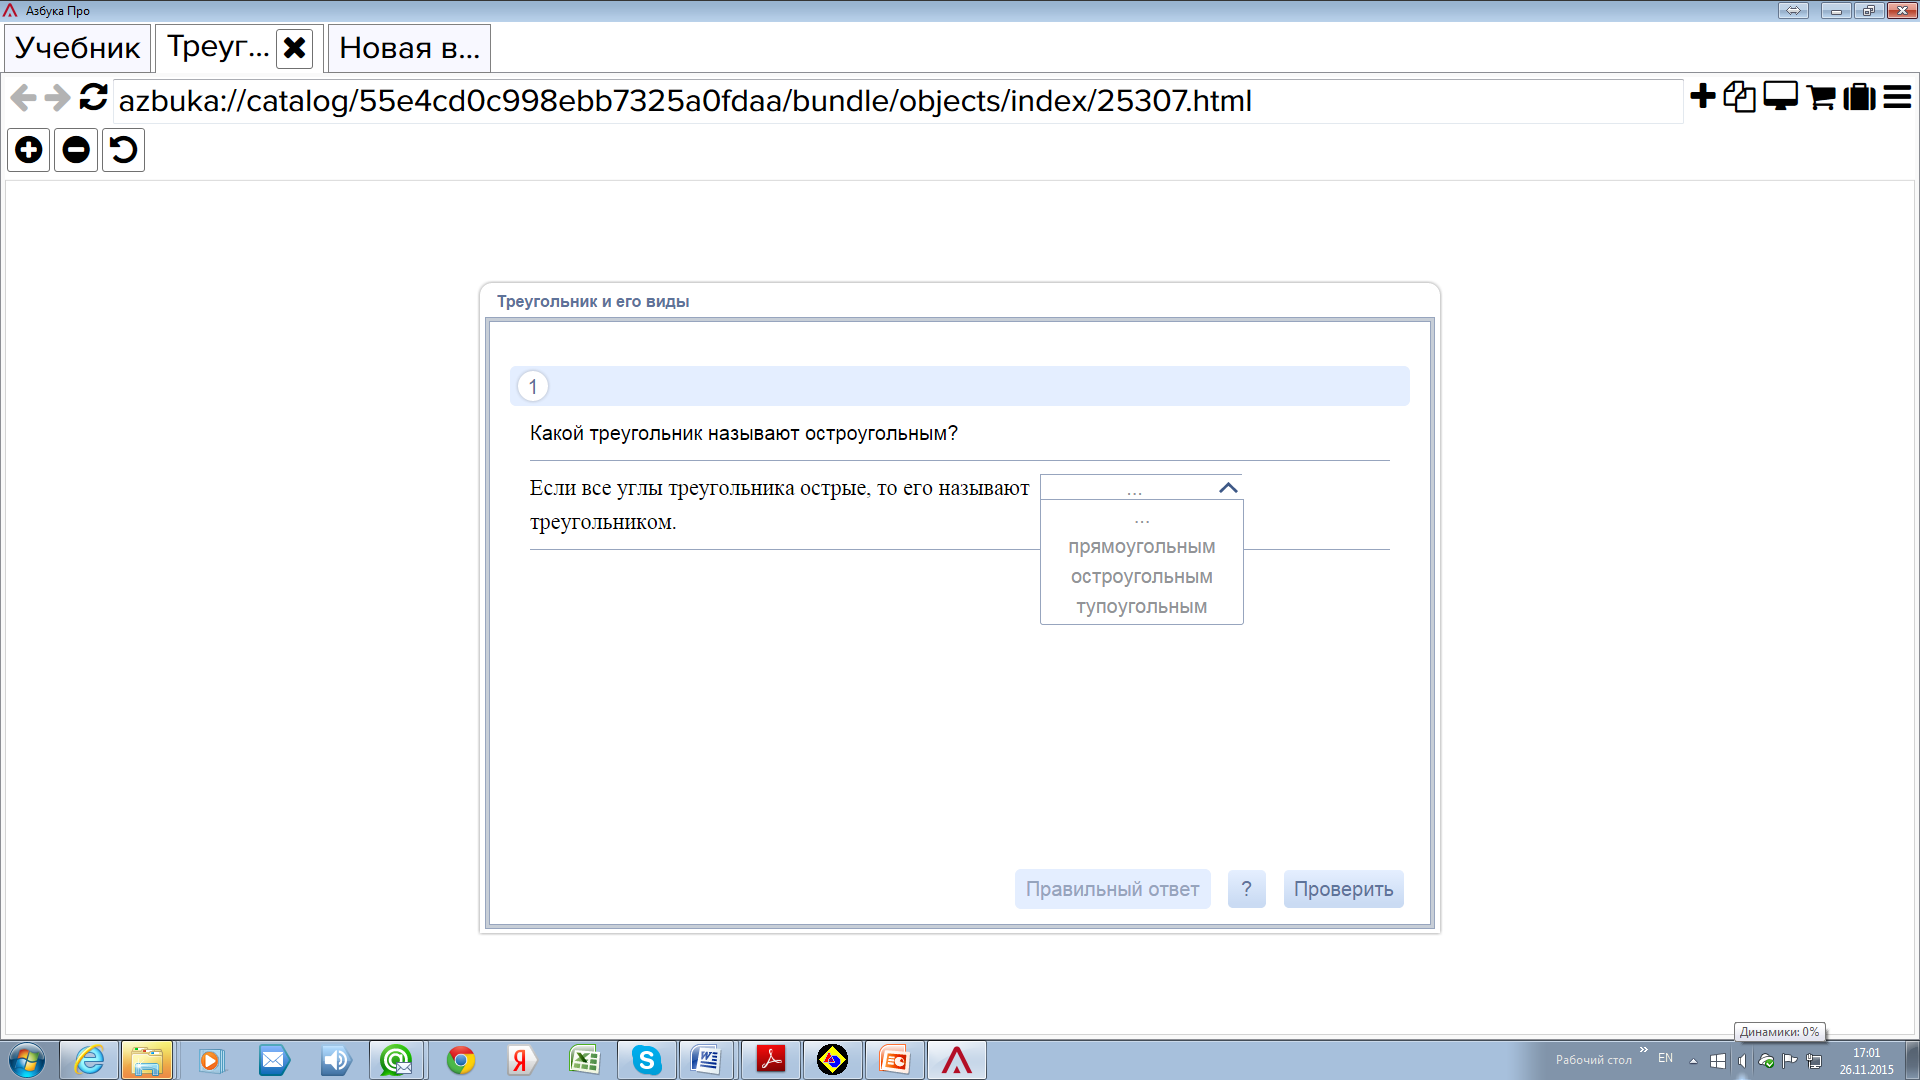 Азбука Про
Учебник
Треуг...
Новая в...
azbuka://catalog/55e4cd0c998ebb7325a0fdaa/bundle/objects/index/25307.html
Треугольник и его виды
1
Какой треугольник называют остроугольным?
Если все углы треугольника острые, то его называют ...
треугольником.
...
прямоугольным
остроугольным
тупоугольным
Правильный ответ
?
Проверить
Динамики: 0%
Рабочий стол
EN
17:01
26.11.2015